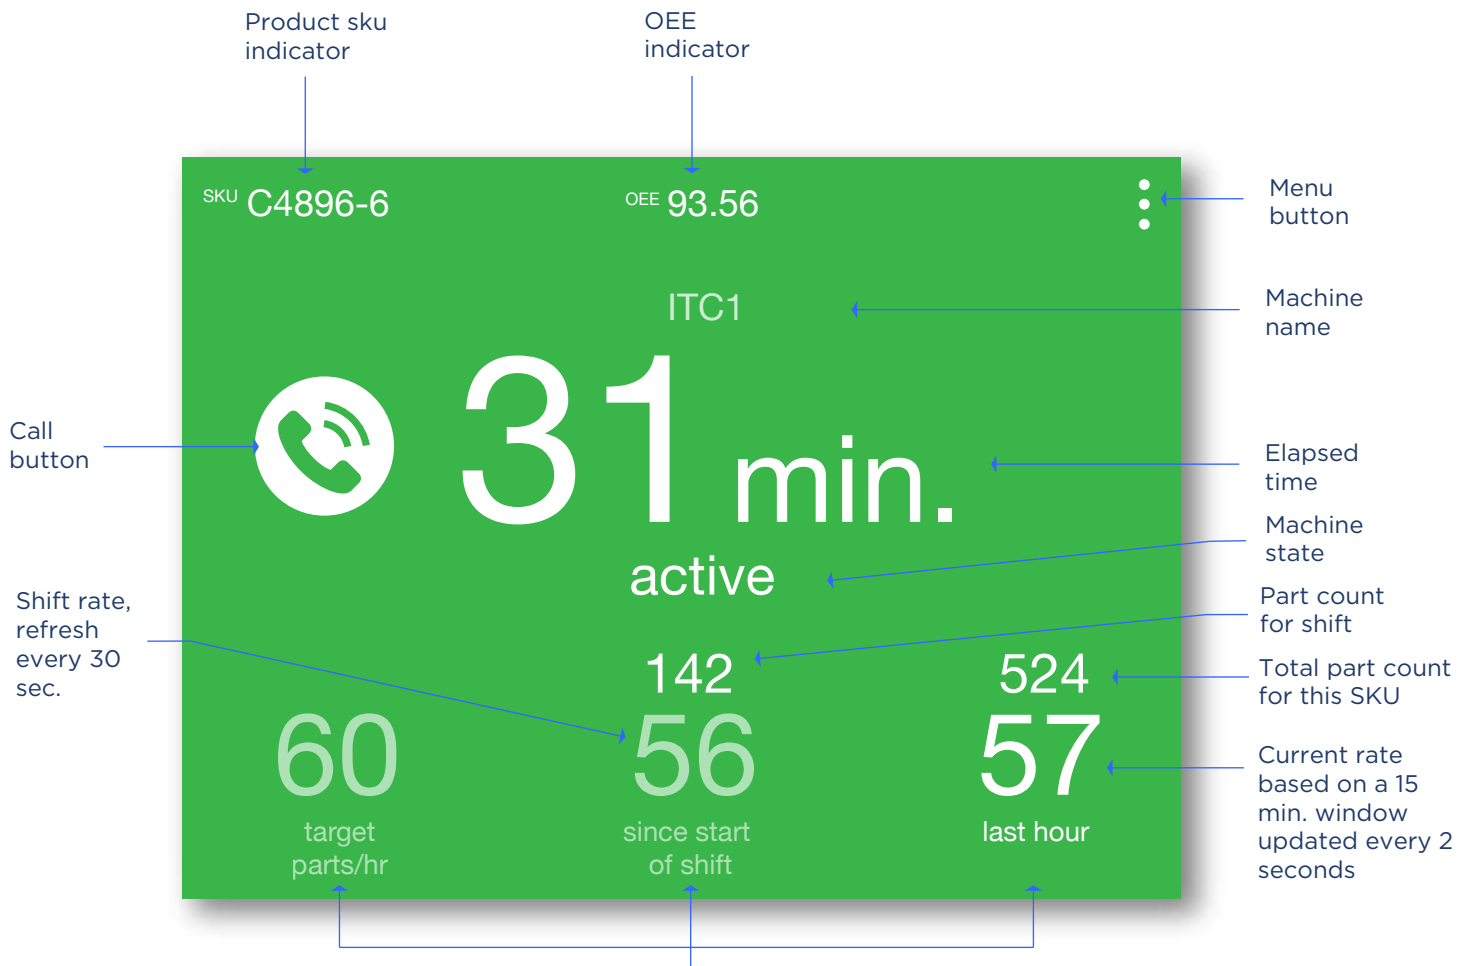 Product sku
indicator
OEE
indicator
SKU C4896-6
OEE 93.56
Menu
button
ITC1
Machine
name
Call
button
31 min.
Elapsed
time
active
Machine
state
Shift rate,
refresh
every 30
sec.
Part count
for shift
142
524
Total part count
for this SKU
60
56
57
Current rate
based on a 15
min. window
updated every 2
seconds
target
parts/hr
since start
of shift
last hour